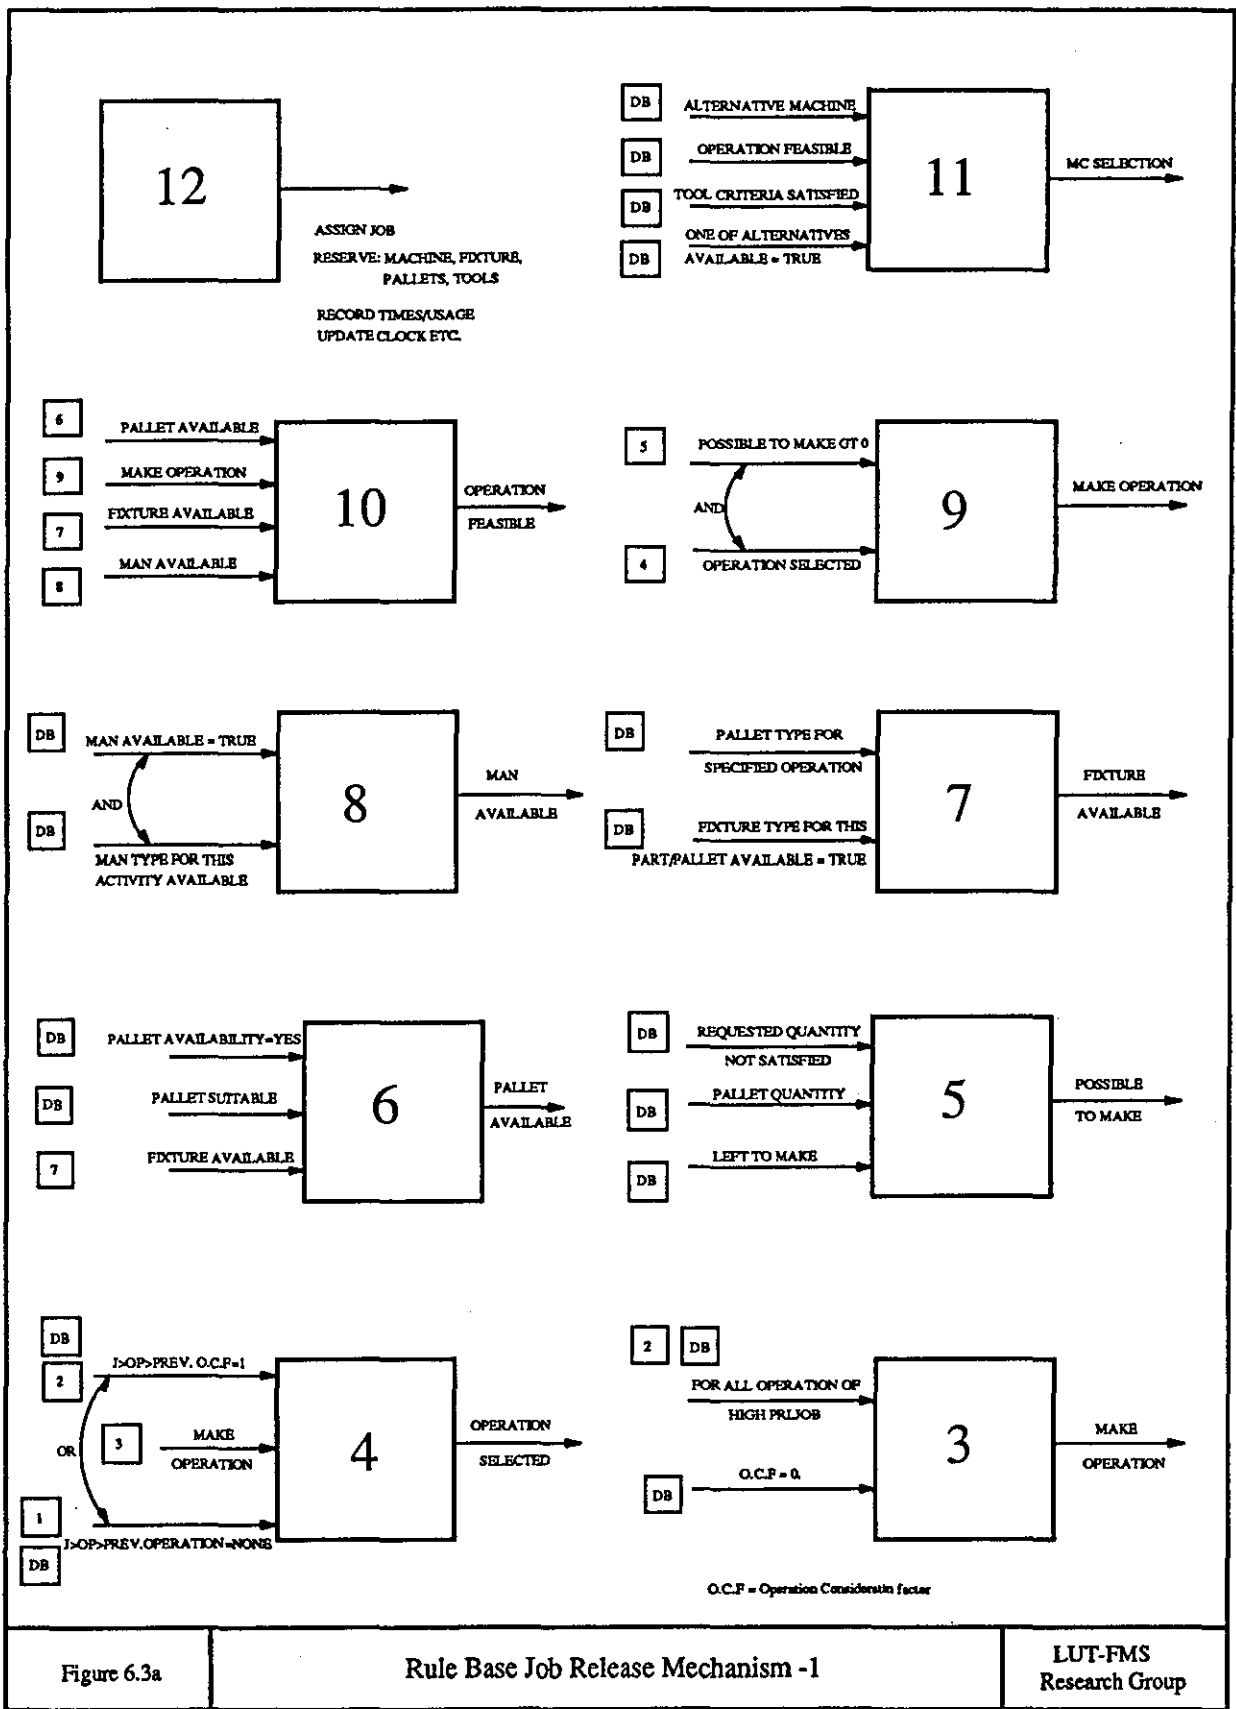 12
ASSIGN JOB
RESERVE: MACHINE, FIXTURE,
PALLETS, TOOLS
RECORD TIMES/USAGE
UPDATE CLOCK ETC.
DB
ALTERNATIVE MACHINE
DB
OPERATION FEASIBLE
DB
TOOL CRITERIA SATISFIED
DB
ONE OF ALTERNATIVES
AVAILABLE = TRUE
11
MC SELECTION
6
PALLET AVAILABLE
9
MAKE OPERATION
7
FIXTURE AVAILABLE
8
MAN AVAILABLE
10
OPERATION
FEASIBLE
5
POSSIBLE TO MAKE GT 0
AND
4
OPERATION SELECTED
9
MAKE OPERATION
DB
MAN AVAILABLE = TRUE
AND
DB
MAN TYPE FOR THIS
ACTIVITY AVAILABLE
8
MAN
AVAILABLE
DB
PALLET TYPE FOR
SPECIFIED OPERATION
DB
FIXTURE TYPE FOR THIS
PART/PALLET AVAILABLE = TRUE
7
FIXTURE
AVAILABLE
DB
PALLET AVAILABILITY=YES
DB
PALLET SUITABLE
7
FIXTURE AVAILABLE
6
PALLET
AVAILABLE
DB
REQUESTED QUANTITY
NOT SATISFIED
DB
PALLET QUANTITY
DB
LEFT TO MAKE
5
POSSIBLE
TO MAKE
DB
2
J>OP>PREV. O.C.F=1
OR
3
MAKE
OPERATION
1
DB
J>OP>PREV.OPERATION=NONE
4
OPERATION
SELECTED
2
DB
FOR ALL OPERATION OF
HIGH PRI.JOB
DB
O.C.F = 0.
3
MAKE
OPERATION
O.C.F = Operation Consideratin factor
Figure 6.3a
Rule Base Job Release Mechanism -1
LUT-FMS
Research Group